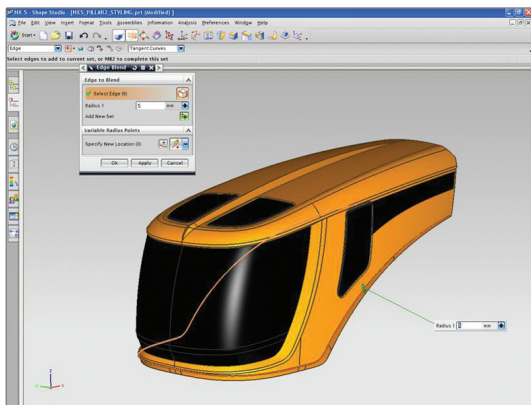 NX 5 - Shape Studio - [NX5_PILLAR2_STYLING.prt (Modified) ]
File Edit View Insert Format Tools Assemblies Information Analysis Preferences Window Help
Start
Edge Tangent Curves
Select edges to add to current set, or MB2 to complete this set
Edge Blend
Edge to Blend
Select Edge (6)
Radius 1 5 mm
Add New Set
Variable Radius Points
Specify New Location (0)
OK Apply Cancel
Radius 1 mm